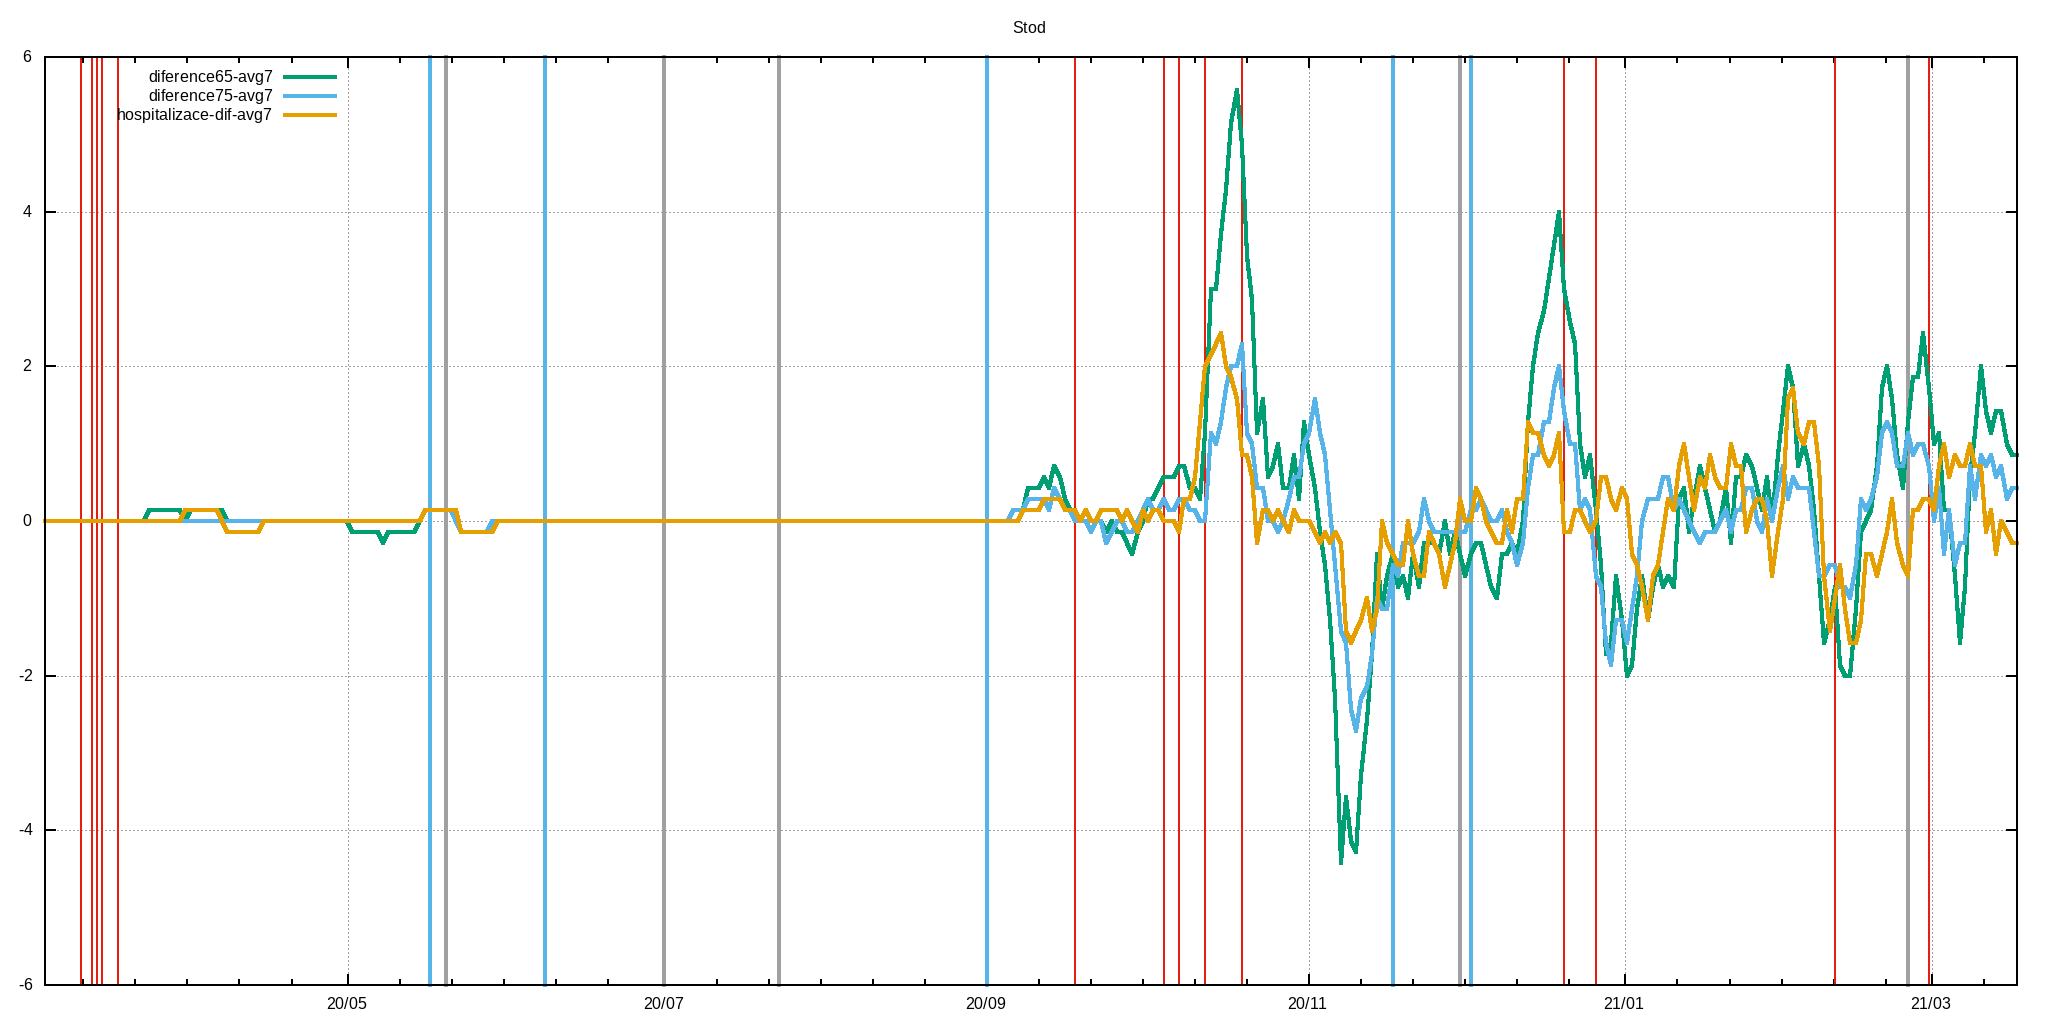 Stod
6
diference65-avg7
diference75-avg7
hospitalizace-dif-avg7
4
2
0
-2
-4
-6
20/05 20/07 20/09 20/11 21/01 21/03